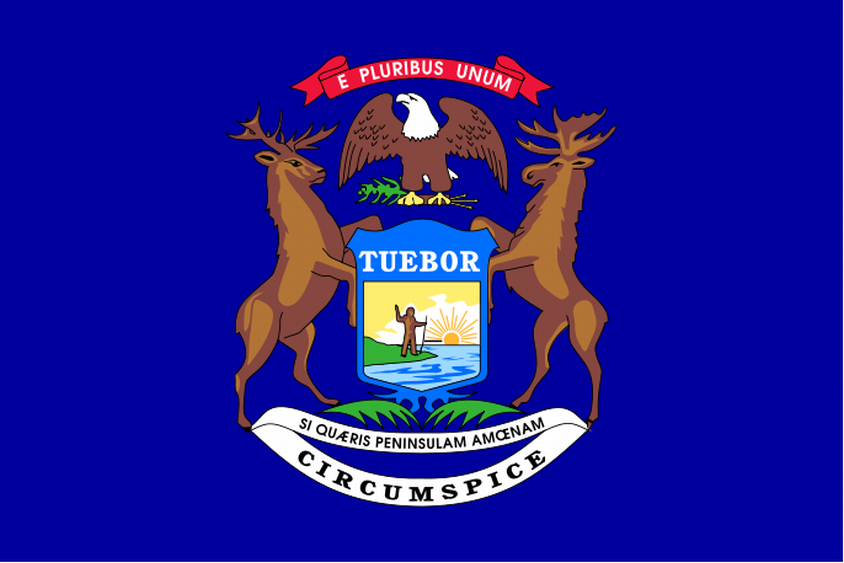 E PLURIBUS UNUM
TUEBOR
SI QUÆRIS PENINSULAM AMŒNAM
CIRCUMSPICE